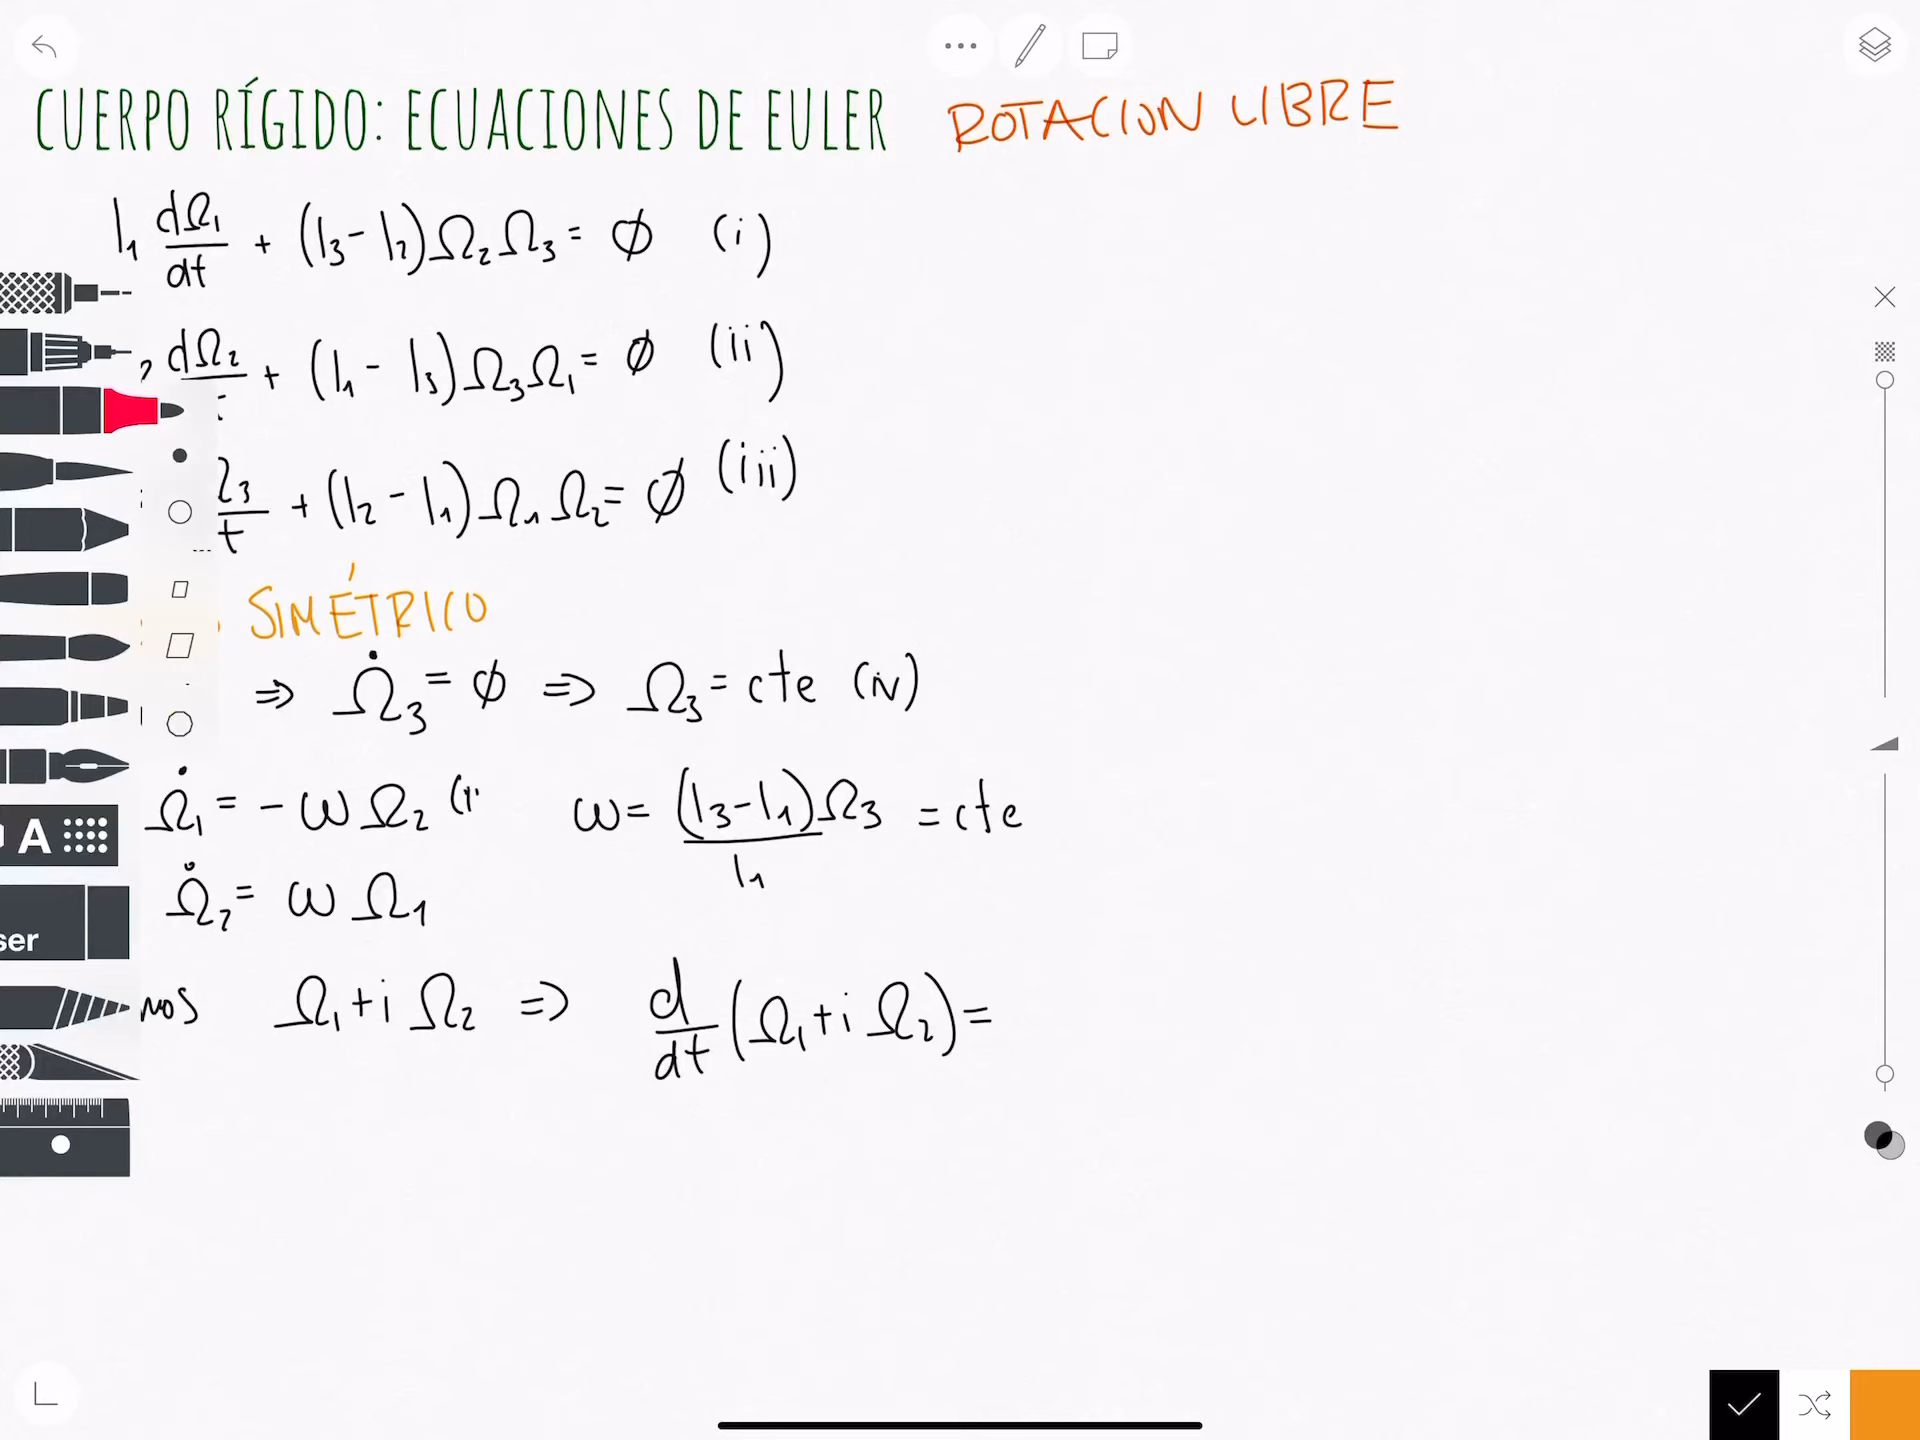 CUERPO RÍGIDO: ECUACIONES DE EULER ROTACION LIBRE
I₁ dΩ₁/dt + (I₃ - I₂)Ω₂Ω₃ = ∅ (i)
dΩ₂ + (I₁ - I₃)Ω₃Ω₁ = ∅ (ii)
Ω₃/t + (I₂ - I₁)Ω₁Ω₂ = ∅ (iii)
SIMÉTRICO
⇒ Ω̇₃ = ∅ ⇒ Ω₃ = cte (iv)
Ω̇₁ = - ω Ω₂ ω = (I₃-I₁)Ω₃/I₁ = cte
Ω̇₂ = ω Ω₁
A
ser
mos Ω₁ + i Ω₂ ⇒ d/dt (Ω₁ + i Ω₂) =